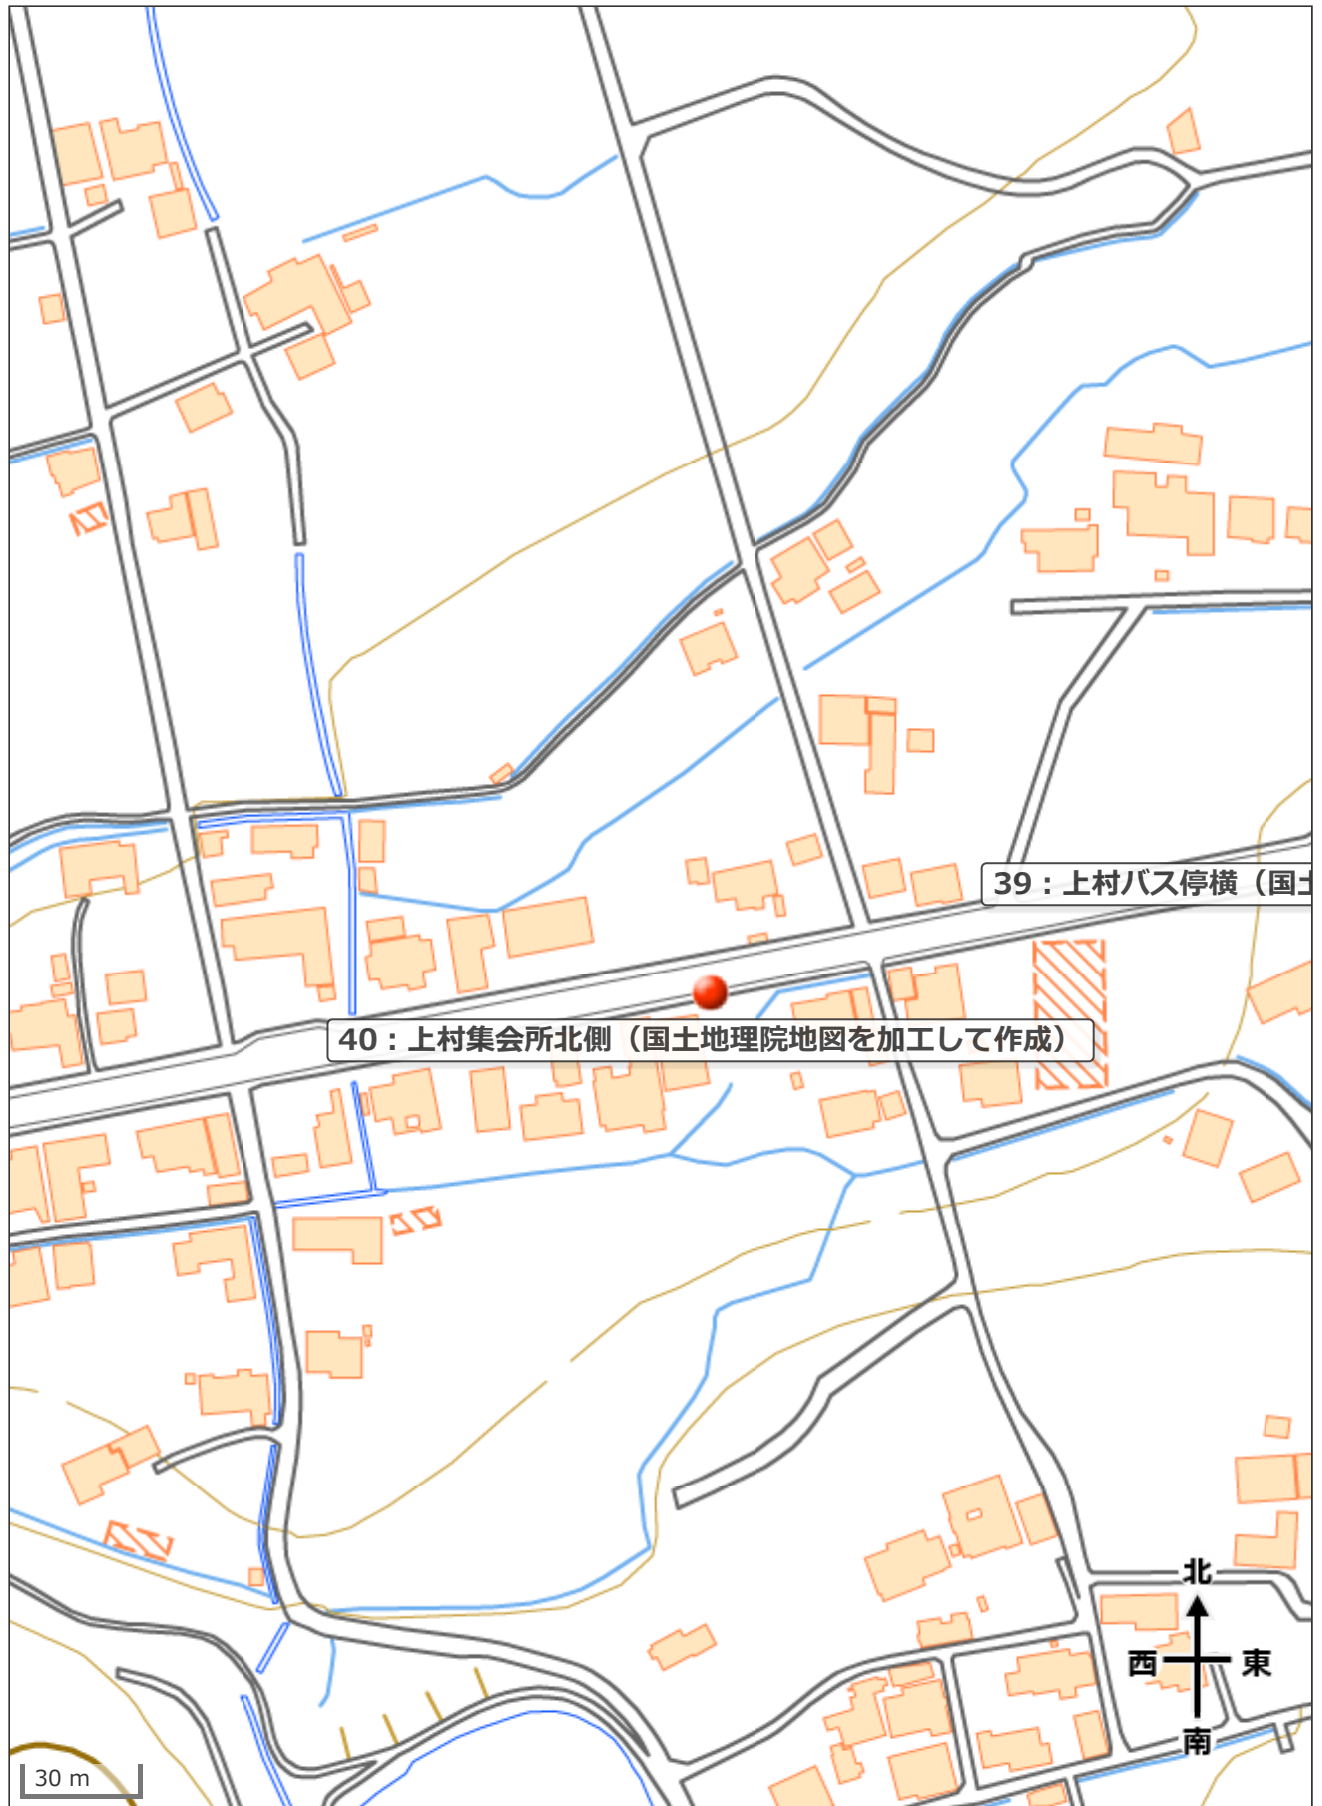 39：上村バス停横（国土
40：上村集会所北側（国土地理院地図を加工して作成）
北
西 東
南
30 m